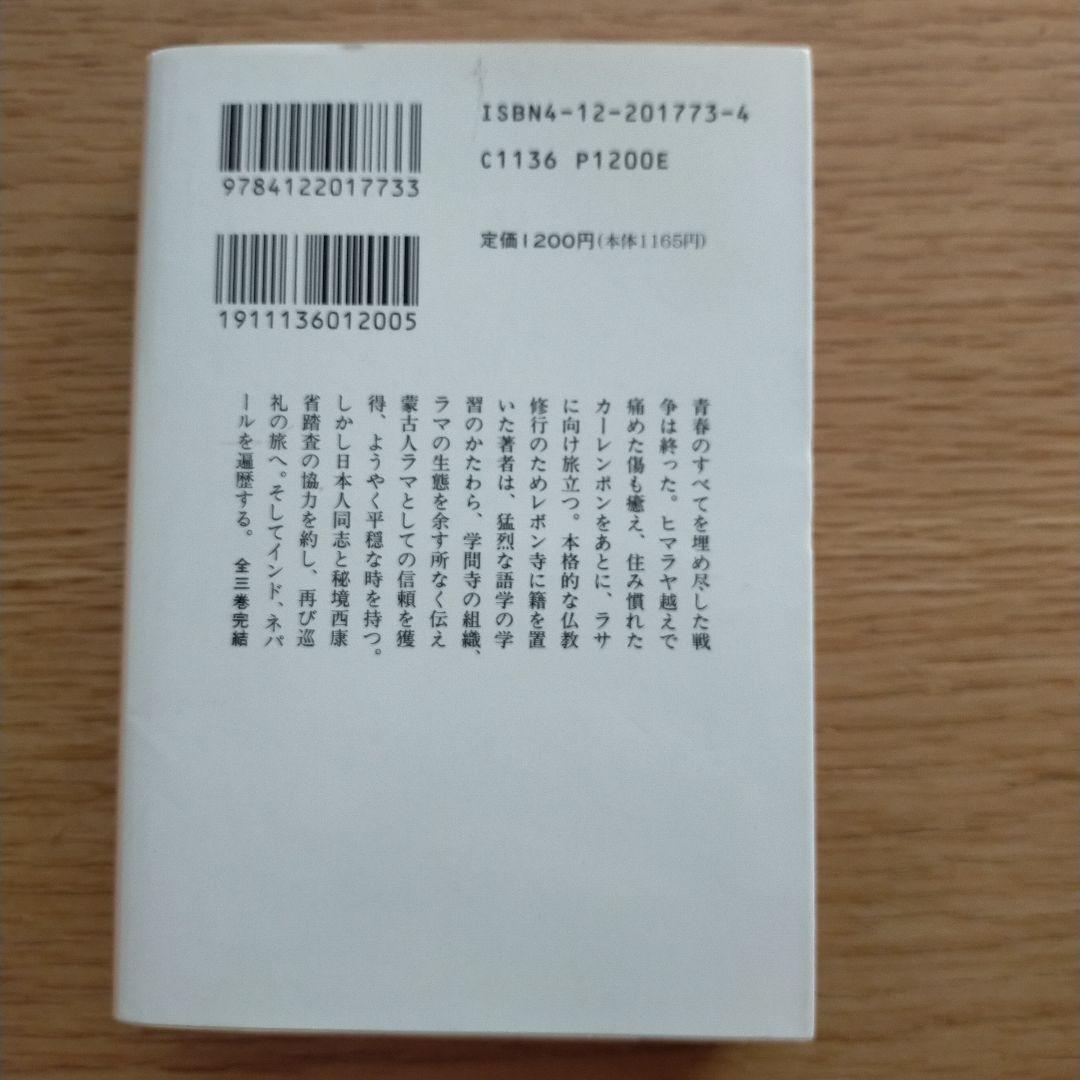 ISBN4-12-201773-4
C1136 P1200E
9784122017733
定価1200円(本体1165円)
1911136012005
青春のすべてを埋め尽した戦
争は終った。ヒマラヤ越えで
痛めた傷も癒え、住み慣れた
カーレンポンをあとに、ラサ
に向け旅立つ。本格的な仏教
修行のためレボン寺に籍を置
いた著者は、猛烈な語学の学
習のかたわら、学間寺の組織、
ラマの生態を余す所なく伝え
蒙古人ラマとしての信頼を獲
得、ようやく平穏な時を持つ。
しかし日本人同志と秘境西康
省踏査の協力を約し、再び巡
礼の旅へ。そしてインド、ネパ
ールを遍歴する。 全三巻完結